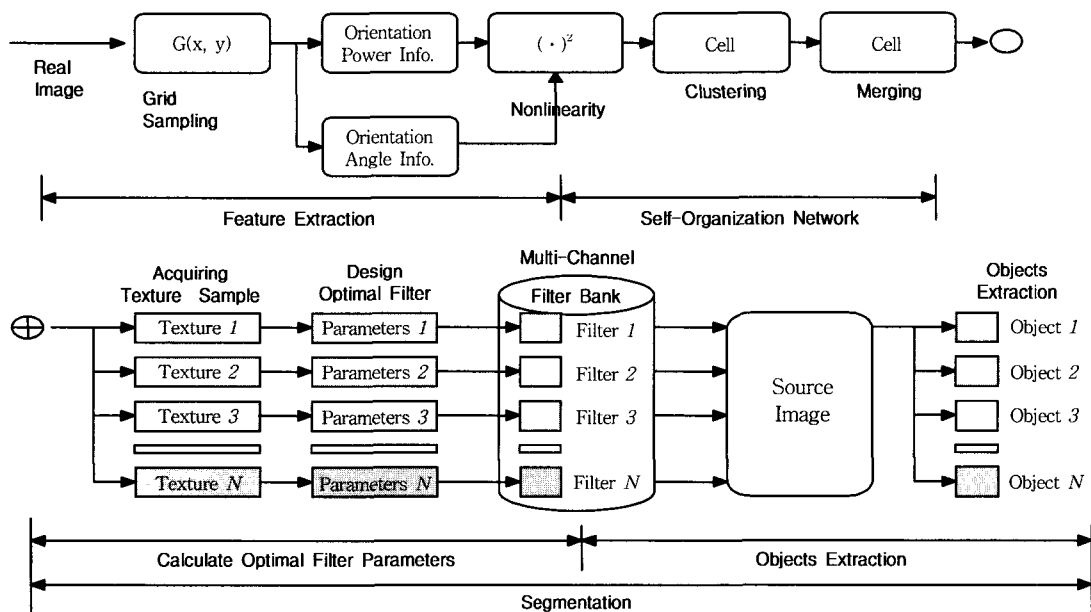 Real
Image
G(x, y)
Grid
Sampling
Orientation
Power Info.
Orientation
Angle Info.
(·)²
Nonlinearity
Cell
Clustering
Cell
Merging
Feature Extraction
Self-Organization Network
Acquiring
Texture Sample
Design
Optimal Filter
Multi-Channel
Filter Bank
Objects
Extraction
Texture 1
Parameters 1
Filter 1
Object 1
Texture 2
Parameters 2
Filter 2
Object 2
Texture 3
Parameters 3
Filter 3
Object 3
Texture N
Parameters N
Filter N
Object N
Source
Image
Calculate Optimal Filter Parameters
Objects Extraction
Segmentation